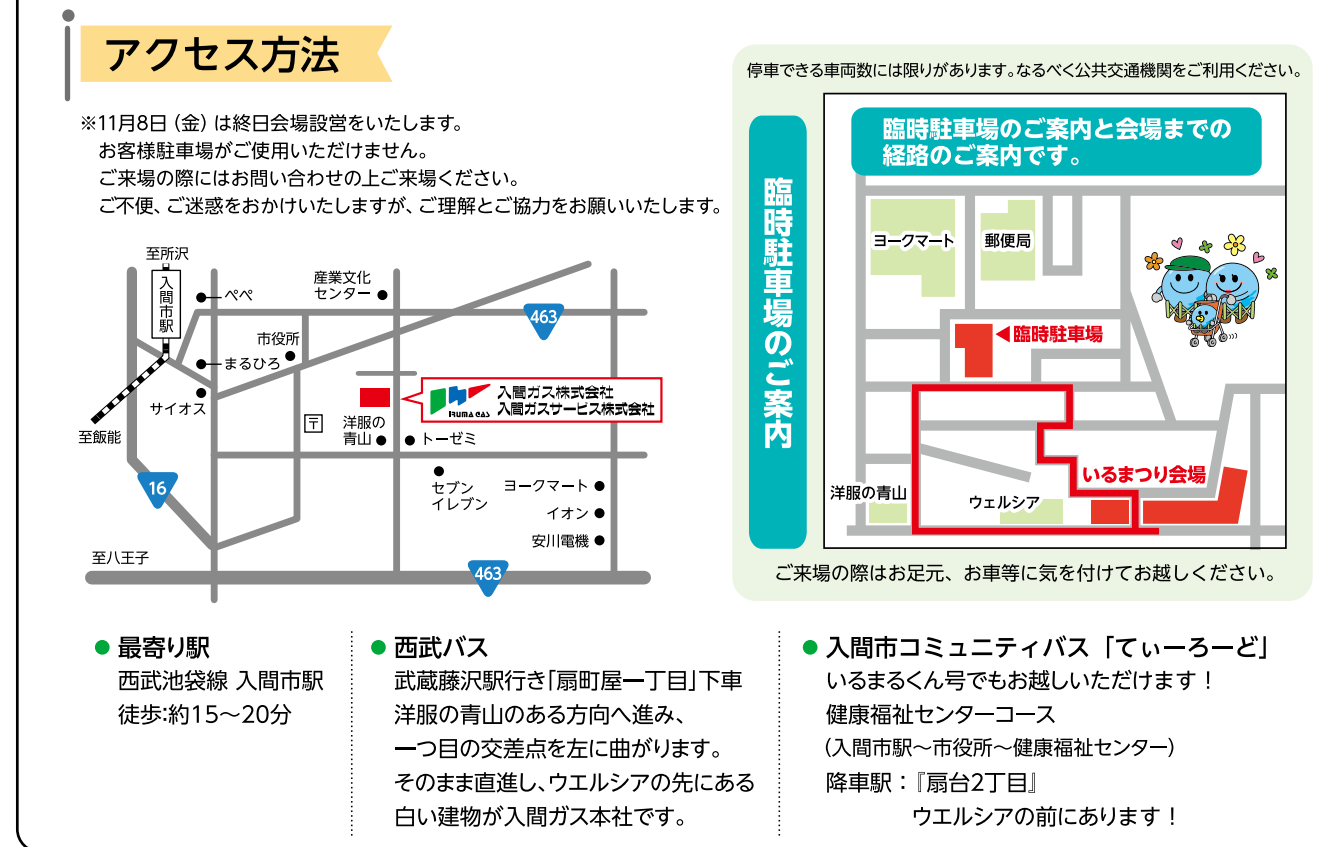 アクセス方法
※11月8日（金）は終日会場設営をいたします。
お客様駐車場がご使用いただけません。
ご来場の際にはお問い合わせの上ご来場ください。
ご不便、ご迷惑をおかけいたしますが、ご理解とご協力をお願いいたします。
至所沢
入間市駅
ぺぺ
産業文化
センター
463
市役所
まるひろ
サイオス
至飯能
〒
洋服の
青山
トーゼミ
IRUMA GAS
入間ガス株式会社
入間ガスサービス株式会社
16
セブン
イレブン
ヨークマート
イオン
安川電機
至八王子
463
停車できる車両数には限りがあります。なるべく公共交通機関をご利用ください。
臨時駐車場のご案内
臨時駐車場のご案内と会場までの
経路のご案内です。
ヨークマート
郵便局
臨時駐車場
いるまつり会場
洋服の青山
ウェルシア
ご来場の際はお足元、お車等に気を付けてお越しください。
● 最寄り駅
西武池袋線 入間市駅
徒歩:約15～20分
● 西武バス
武蔵藤沢駅行き「扇町屋一丁目」下車
洋服の青山のある方向へ進み、
一つ目の交差点を左に曲がります。
そのまま直進し、ウエルシアの先にある
白い建物が入間ガス本社です。
● 入間市コミュニティバス「てぃーろーど」
いるまるくん号でもお越しいただけます！
健康福祉センターコース
（入間市駅～市役所～健康福祉センター）
降車駅：『扇台2丁目』
ウエルシアの前にあります！